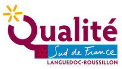 Qualité
Sud de France
LANGUEDOC-ROUSSILLON